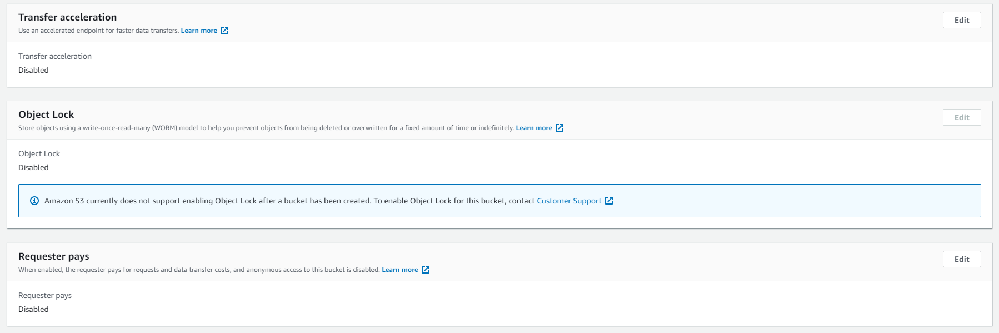 Transfer acceleration
Edit
Use an accelerated endpoint for faster data transfers. Learn more
Transfer acceleration
Disabled
Object Lock
Edit
Store objects using a write-once-read-many (WORM) model to help you prevent objects from being deleted or overwritten for a fixed amount of time or indefinitely. Learn more
Object Lock
Disabled
Amazon S3 currently does not support enabling Object Lock after a bucket has been created. To enable Object Lock for this bucket, contact Customer Support
Requester pays
Edit
When enabled, the requester pays for requests and data transfer costs, and anonymous access to this bucket is disabled. Learn more
Requester pays
Disabled